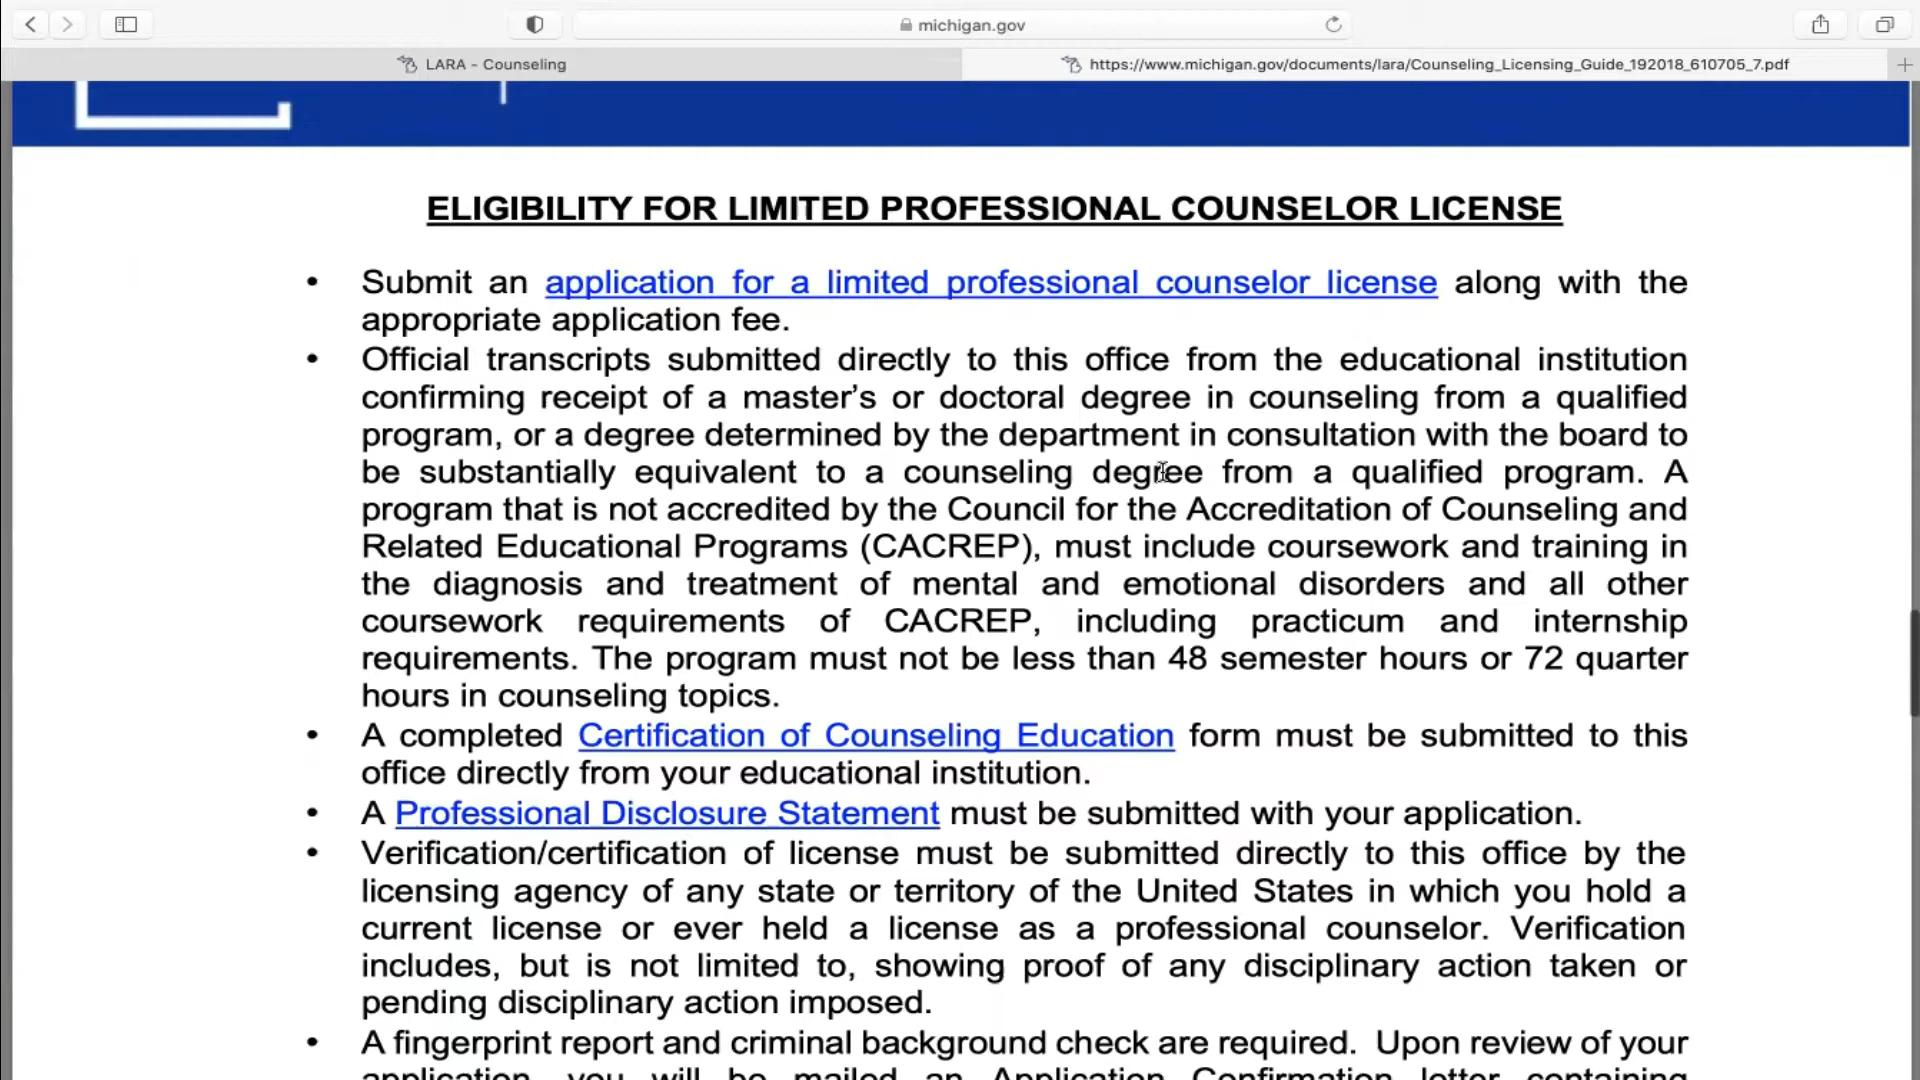 michigan.gov
LARA - Counseling
https://www.michigan.gov/documents/lara/Counseling_Licensing_Guide_192018_610705_7.pdf
ELIGIBILITY FOR LIMITED PROFESSIONAL COUNSELOR LICENSE
• Submit an application for a limited professional counselor license along with the
appropriate application fee.
• Official transcripts submitted directly to this office from the educational institution
confirming receipt of a master’s or doctoral degree in counseling from a qualified
program, or a degree determined by the department in consultation with the board to
be substantially equivalent to a counseling degree from a qualified program. A
program that is not accredited by the Council for the Accreditation of Counseling and
Related Educational Programs (CACREP), must include coursework and training in
the diagnosis and treatment of mental and emotional disorders and all other
coursework requirements of CACREP, including practicum and internship
requirements. The program must not be less than 48 semester hours or 72 quarter
hours in counseling topics.
• A completed Certification of Counseling Education form must be submitted to this
office directly from your educational institution.
• A Professional Disclosure Statement must be submitted with your application.
• Verification/certification of license must be submitted directly to this office by the
licensing agency of any state or territory of the United States in which you hold a
current license or ever held a license as a professional counselor. Verification
includes, but is not limited to, showing proof of any disciplinary action taken or
pending disciplinary action imposed.
• A fingerprint report and criminal background check are required. Upon review of your
application, you will be mailed an Application Confirmation letter containing